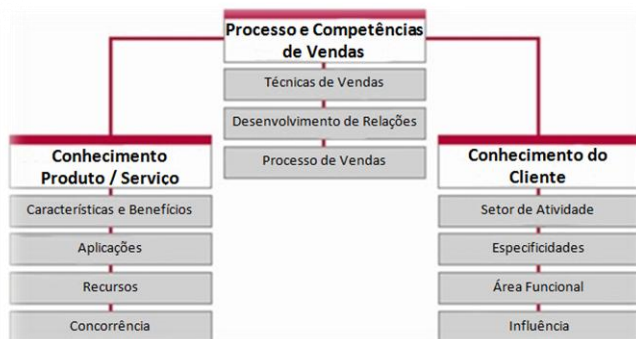 Processo e Competências
de Vendas
Técnicas de Vendas
Desenvolvimento de Relações
Processo de Vendas
Conhecimento
Produto / Serviço
Características e Benefícios
Aplicações
Recursos
Concorrência
Conhecimento do
Cliente
Setor de Atividade
Especificidades
Área Funcional
Influência